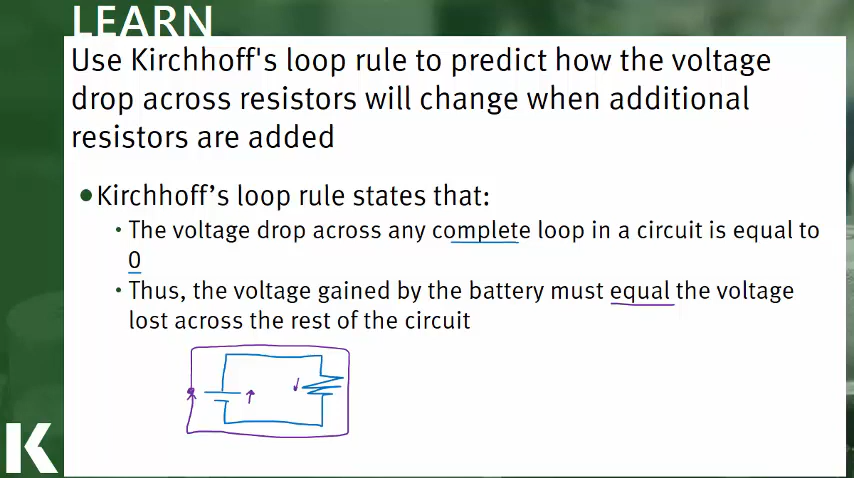 LEARN
Use Kirchhoff's loop rule to predict how the voltage
drop across resistors will change when additional
resistors are added
•Kirchhoff’s loop rule states that:
• The voltage drop across any complete loop in a circuit is equal to
0
• Thus, the voltage gained by the battery must equal the voltage
lost across the rest of the circuit
K